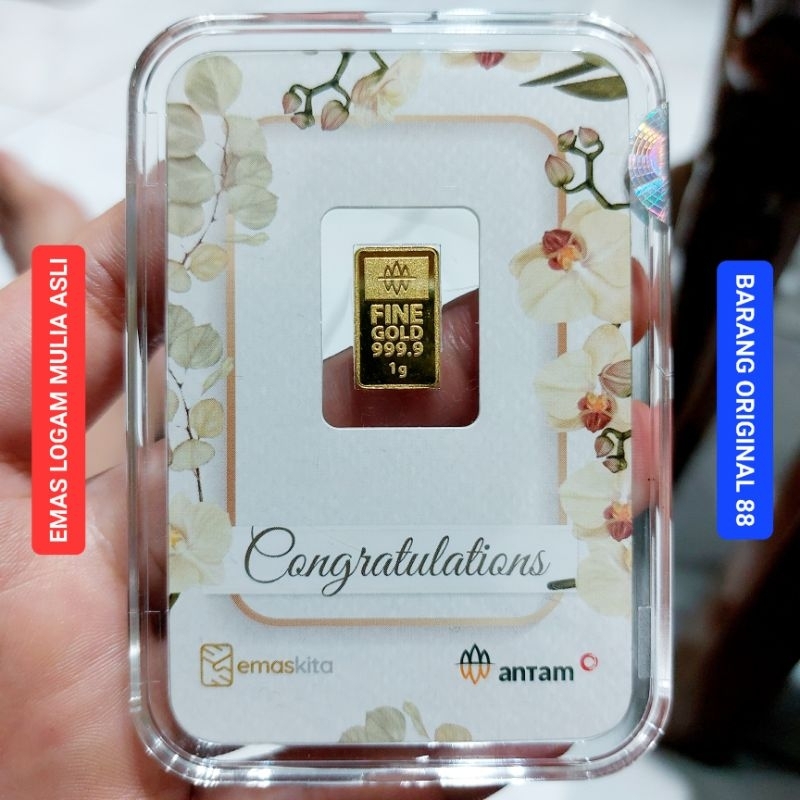 EMAS LOGAM MULIA ASLI
BARANG ORIGINAL 88
FINE
GOLD
999.9
1g
Congratulations
emaskita
antam